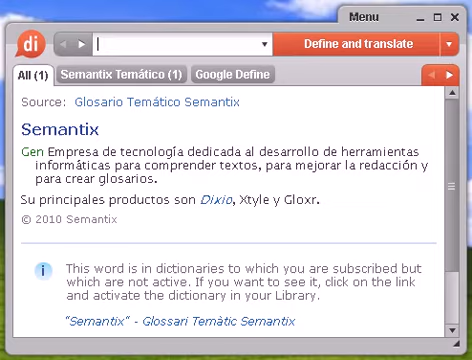 Menu
di
Define and translate
All (1)
Semantix Temático (1)
Google Define
Source: Glosario Temático Semantix
Semantix
Gen Empresa de tecnología dedicada al desarrollo de herramientas
informáticas para comprender textos, para mejorar la redacción y
para crear glosarios.
Su principales producto son Dixio, Xtyle y Gloxr.
© 2010 Semantix
i
This word is in dictionaries to which you are subscribed but
which are not active. If you want to see it, click on the link
and activate the dictionary in your Library.
"Semantix" - Glossari Temàtic Semantix